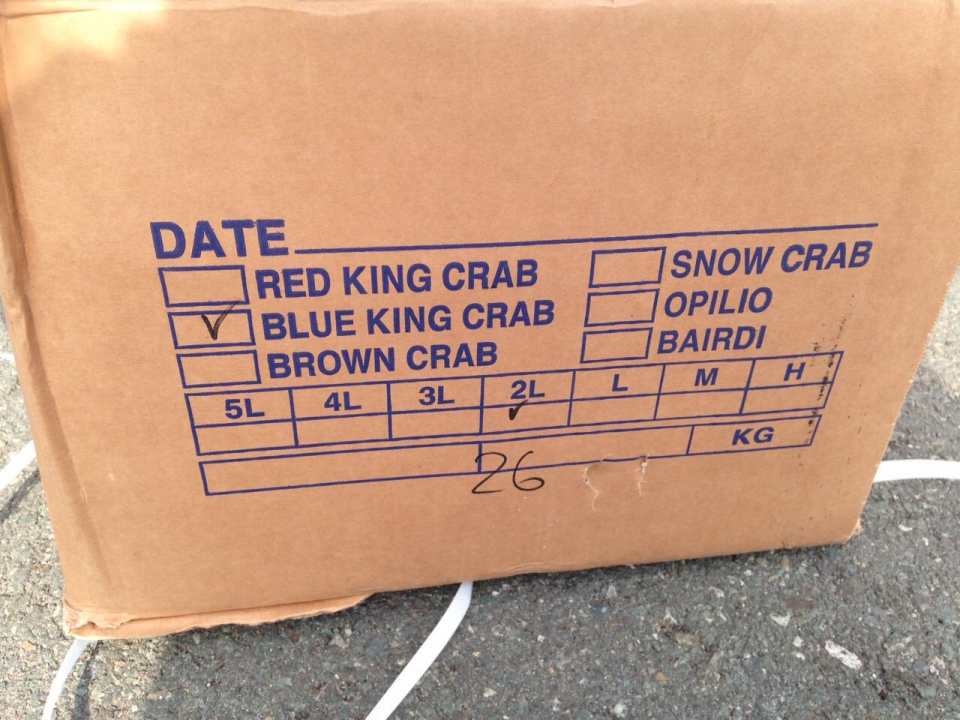 DATE
RED KING CRAB SNOW CRAB
✓ BLUE KING CRAB OPILIO
BROWN CRAB BAIRDI
5L 4L 3L 2L L M H
✓
KG
26